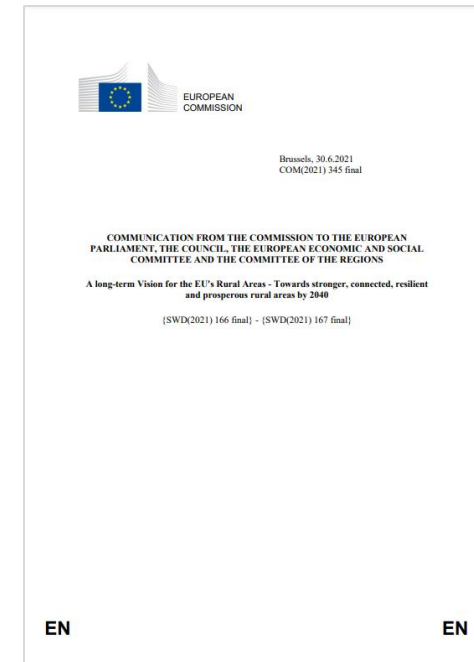 EUROPEAN
COMMISSION
Brussels, 30.6.2021
COM(2021) 345 final
COMMUNICATION FROM THE COMMISSION TO THE EUROPEAN
PARLIAMENT, THE COUNCIL, THE EUROPEAN ECONOMIC AND SOCIAL
COMMITTEE AND THE COMMITTEE OF THE REGIONS
A long-term Vision for the EU's Rural Areas - Towards stronger, connected, resilient
and prosperous rural areas by 2040
{SWD(2021) 166 final} - {SWD(2021) 167 final}
EN EN